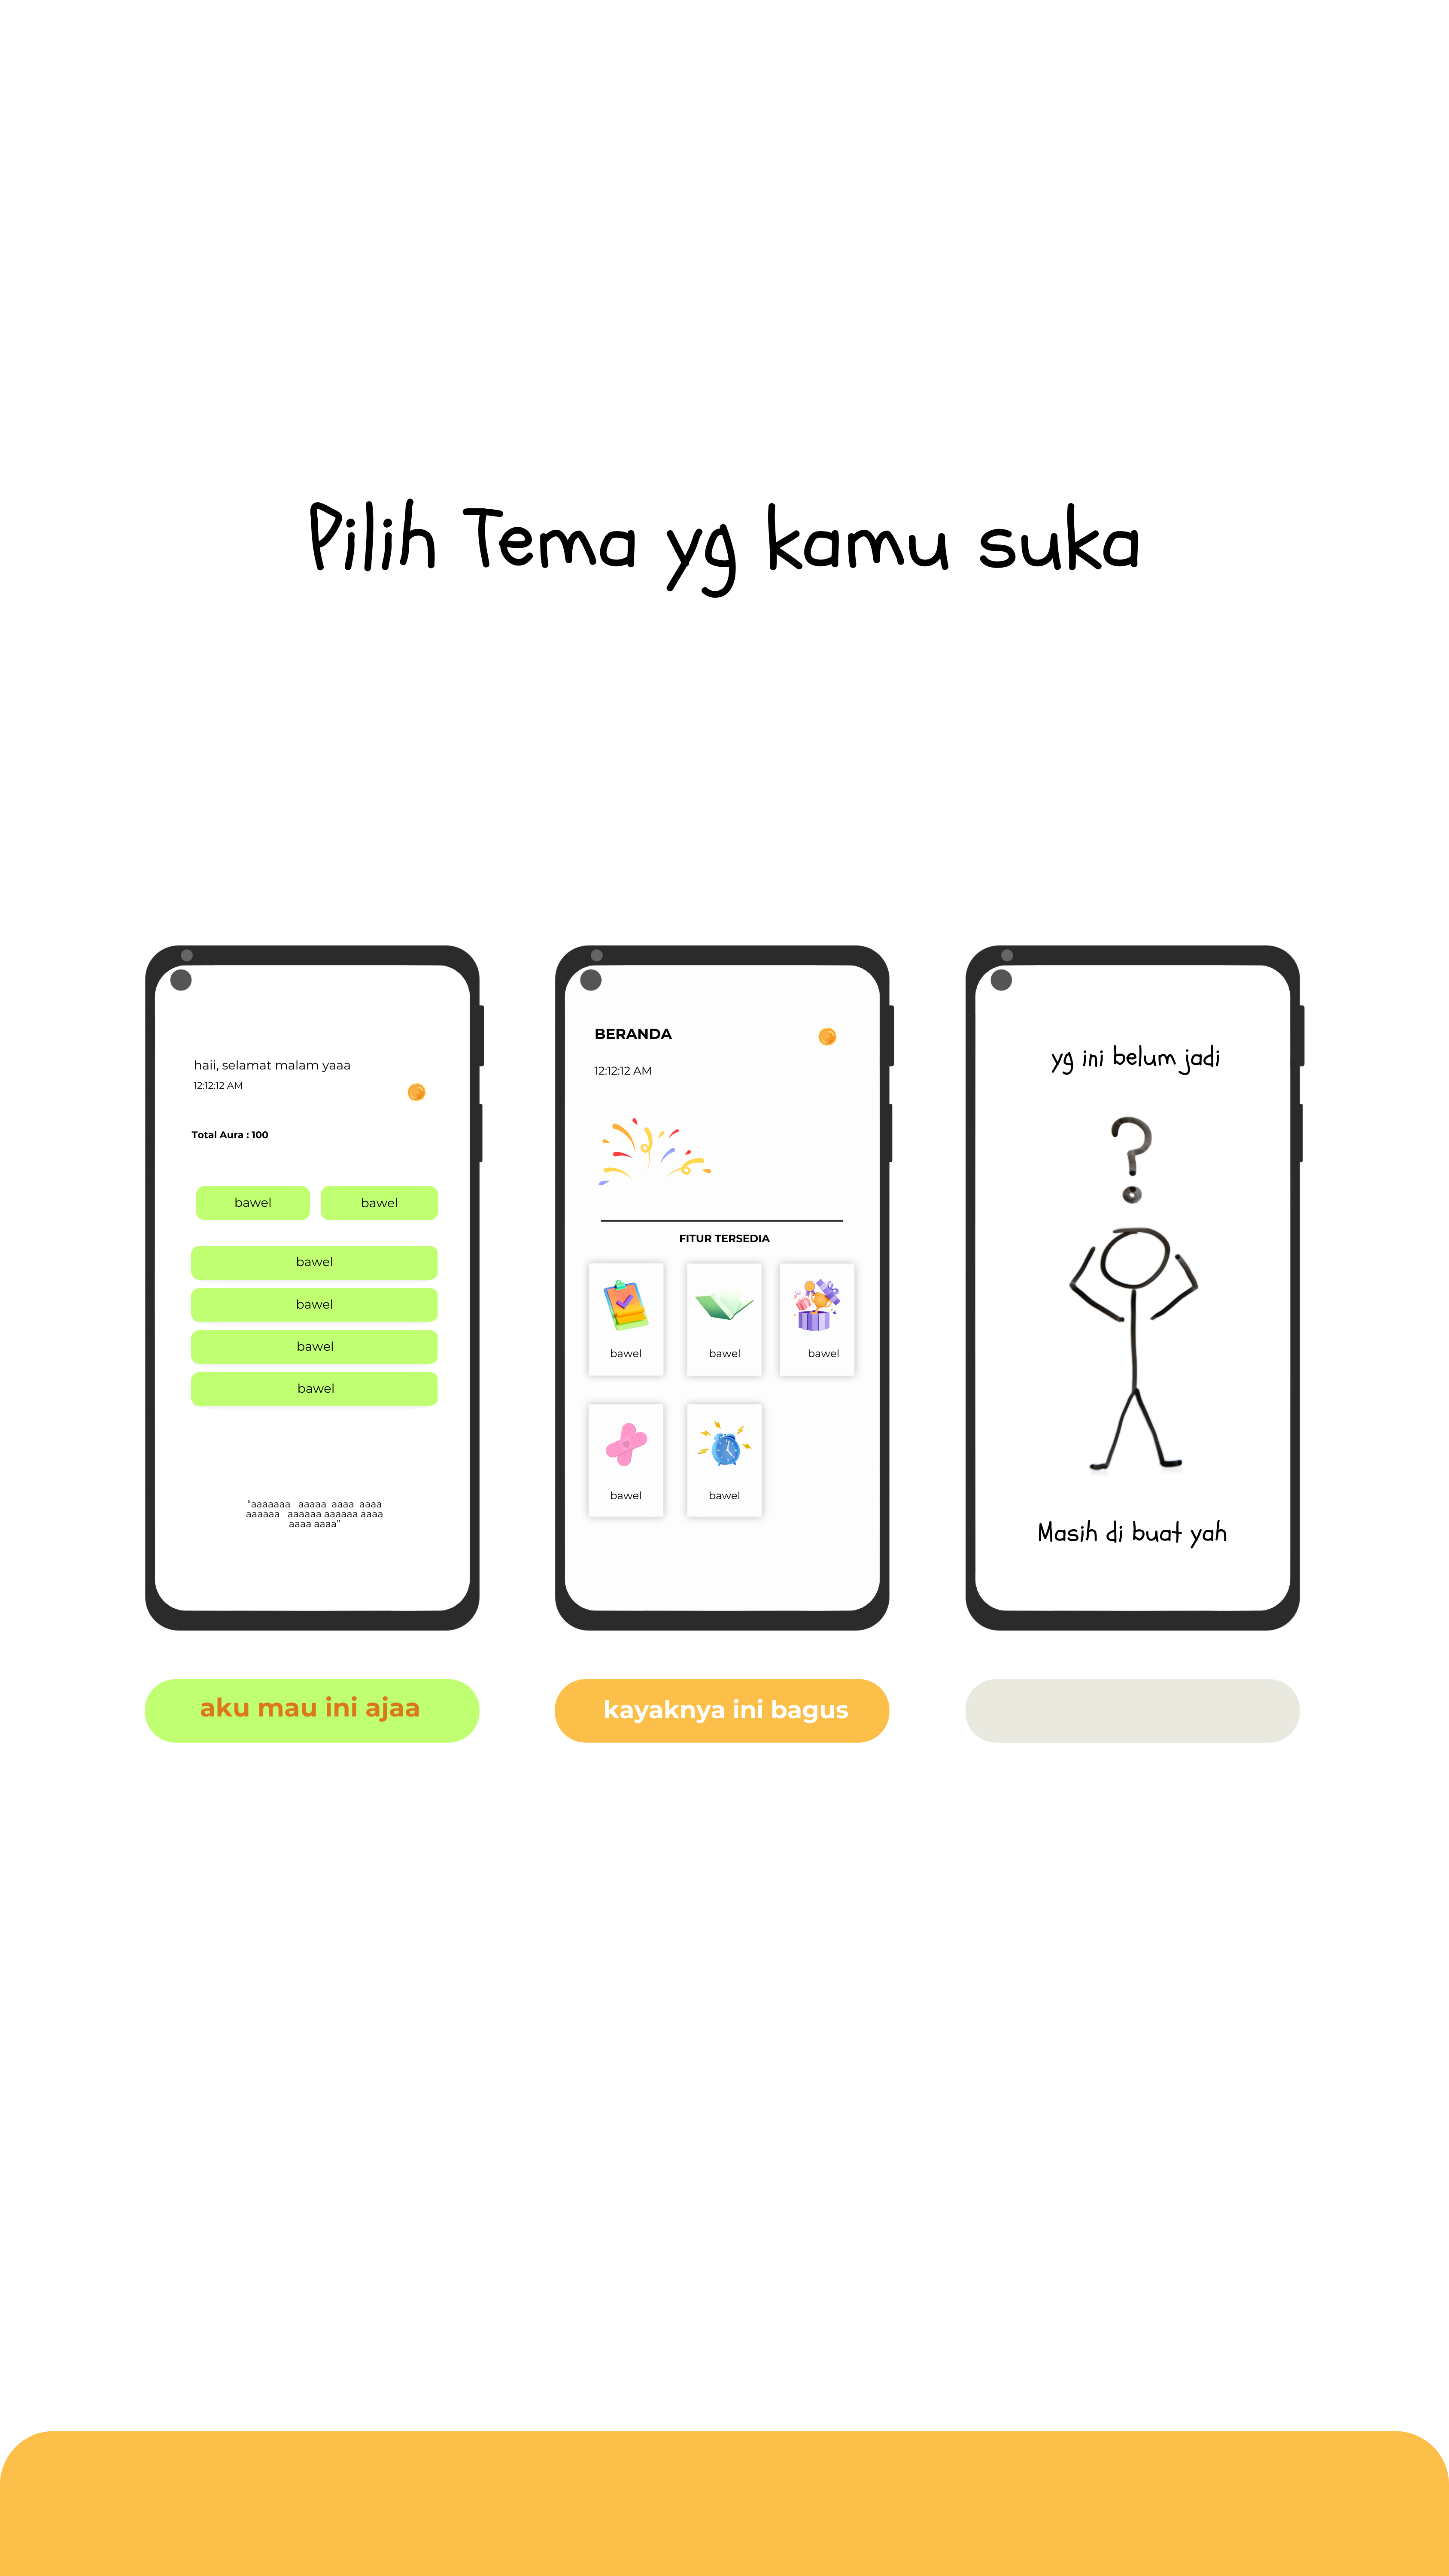 Pilih Tema yg kamu suka
haii, selamat malam yaaa
12:12:12 AM
Total Aura : 100
bawel
bawel
bawel
bawel
bawel
bawel
“aaaaaaa aaaaa aaaa aaaa
aaaaaa aaaaaa aaaaaa aaaa
aaaa aaaa”
aku mau ini ajaa
BERANDA
12:12:12 AM
FITUR TERSEDIA
bawel
bawel
bawel
bawel
bawel
kayaknya ini bagus
yg ini belum jadi
?
Masih di buat yah